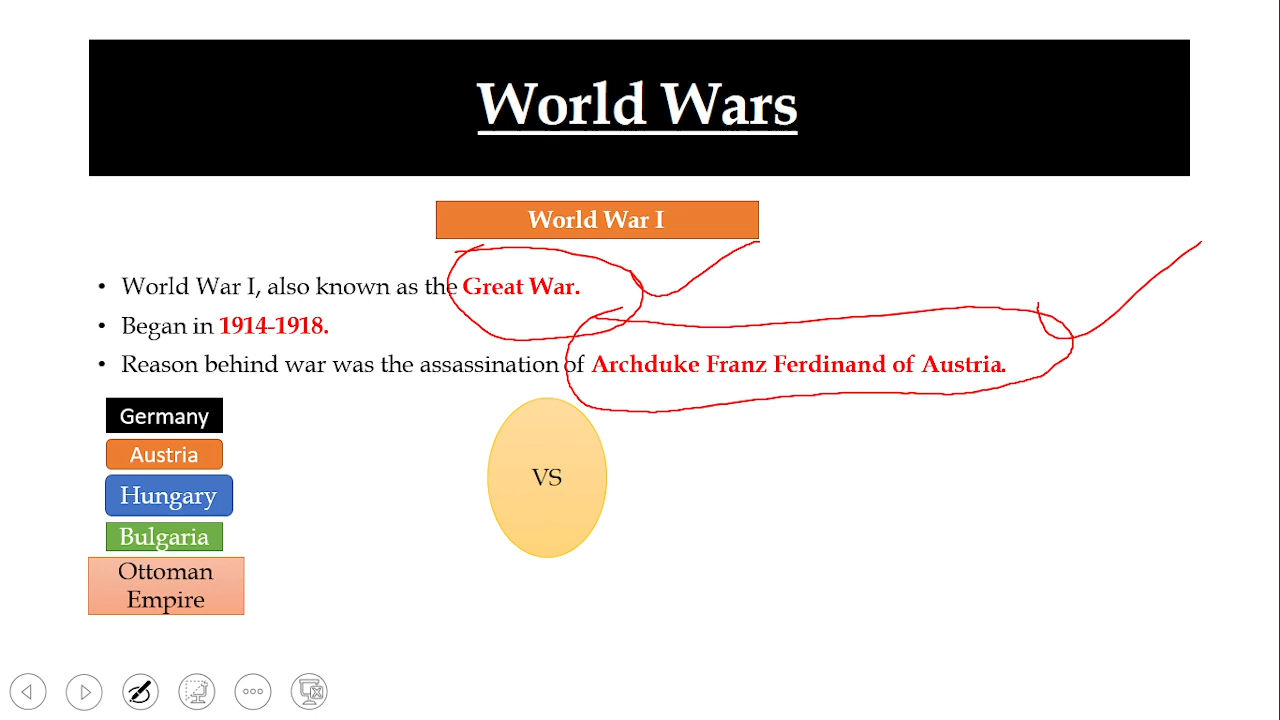 World Wars
World War I
• World War I, also known as the Great War.
• Began in 1914-1918.
• Reason behind war was the assassination of Archduke Franz Ferdinand of Austria.
Germany
Austria
Hungary
Bulgaria
Ottoman
Empire
VS